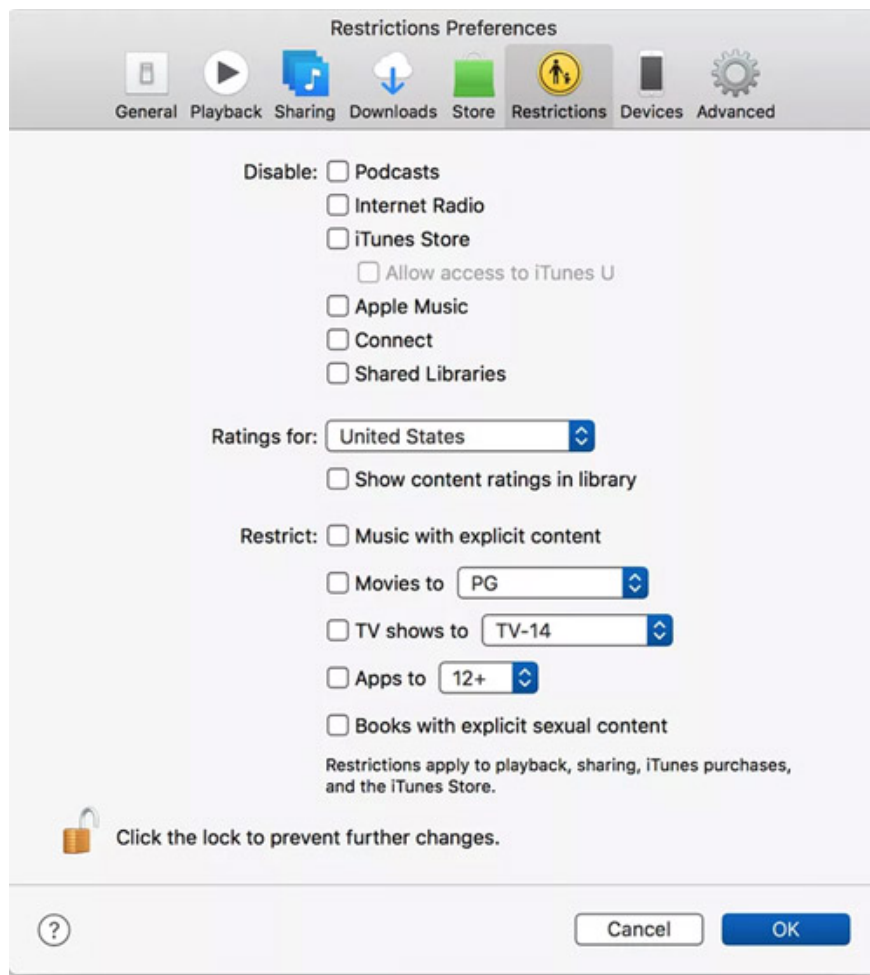 Restrictions Preferences
General Playback Sharing Downloads Store Restrictions Devices Advanced
Disable: Podcasts
Internet Radio
iTunes Store
Allow access to iTunes U
Apple Music
Connect
Shared Libraries
Ratings for: United States
Show content ratings in library
Restrict: Music with explicit content
Movies to PG
TV shows to TV-14
Apps to 12+
Books with explicit sexual content
Restrictions apply to playback, sharing, iTunes purchases,
and the iTunes Store.
Click the lock to prevent further changes.
? Cancel OK